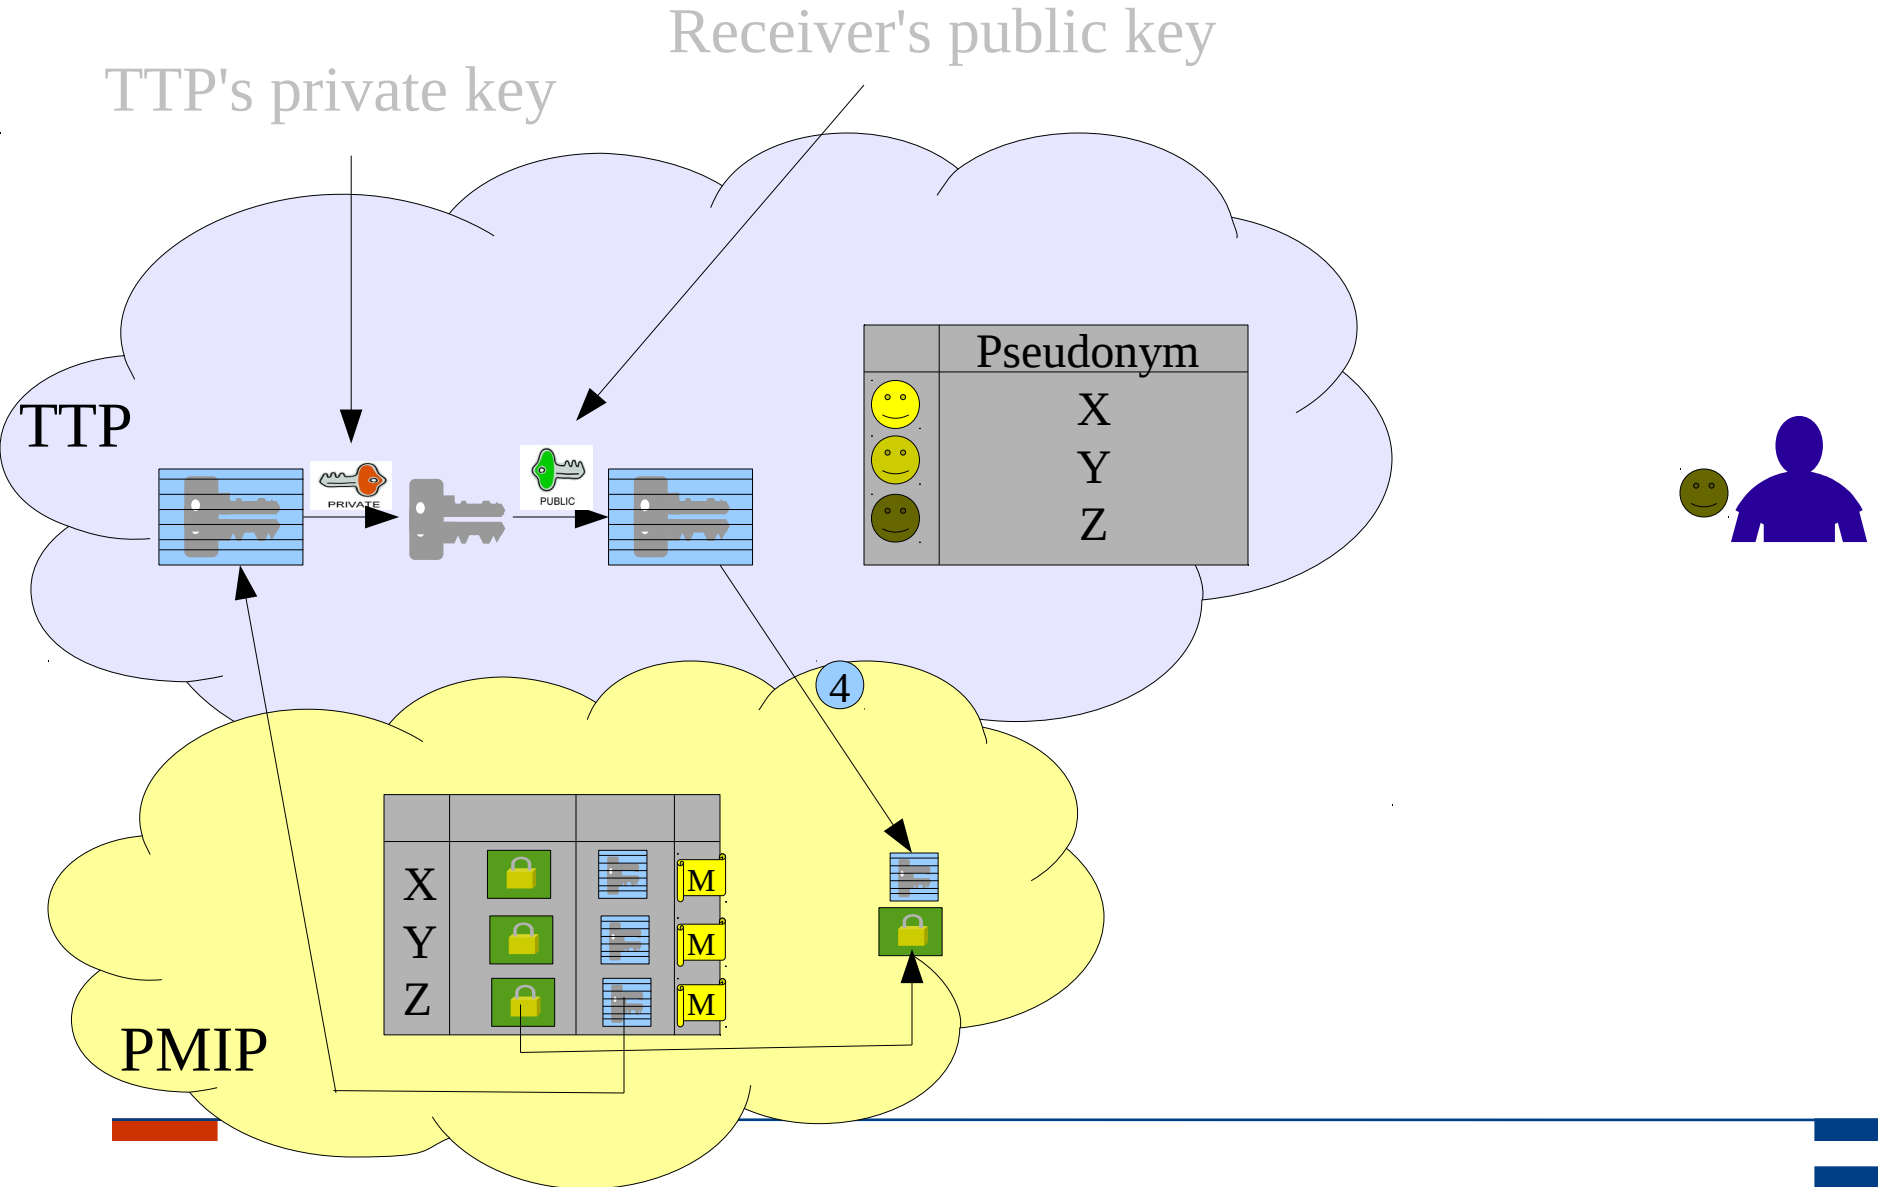 Receiver's public key
TTP's private key
Pseudonym
X
Y
Z
TTP
PRIVATE
PUBLIC
4
X
Y
Z
M
M
M
PMIP